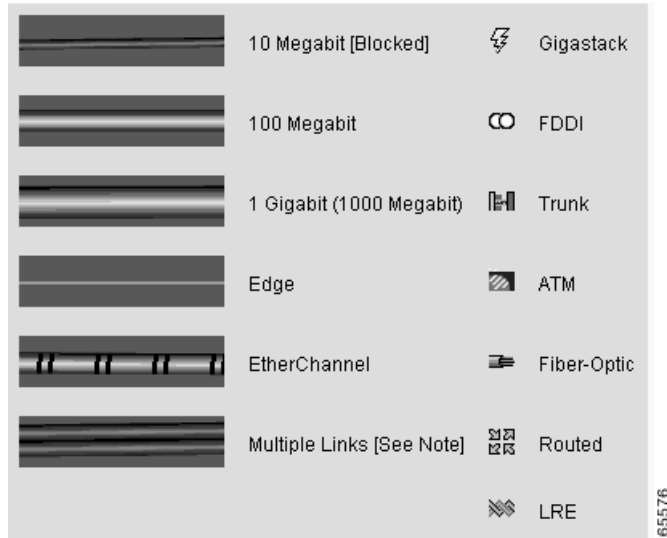 10 Megabit [Blocked]
Gigastack
100 Megabit
FDDI
1 Gigabit (1000 Megabit)
Trunk
Edge
ATM
EtherChannel
Fiber-Optic
Multiple Links [See Note]
Routed
LRE
65576